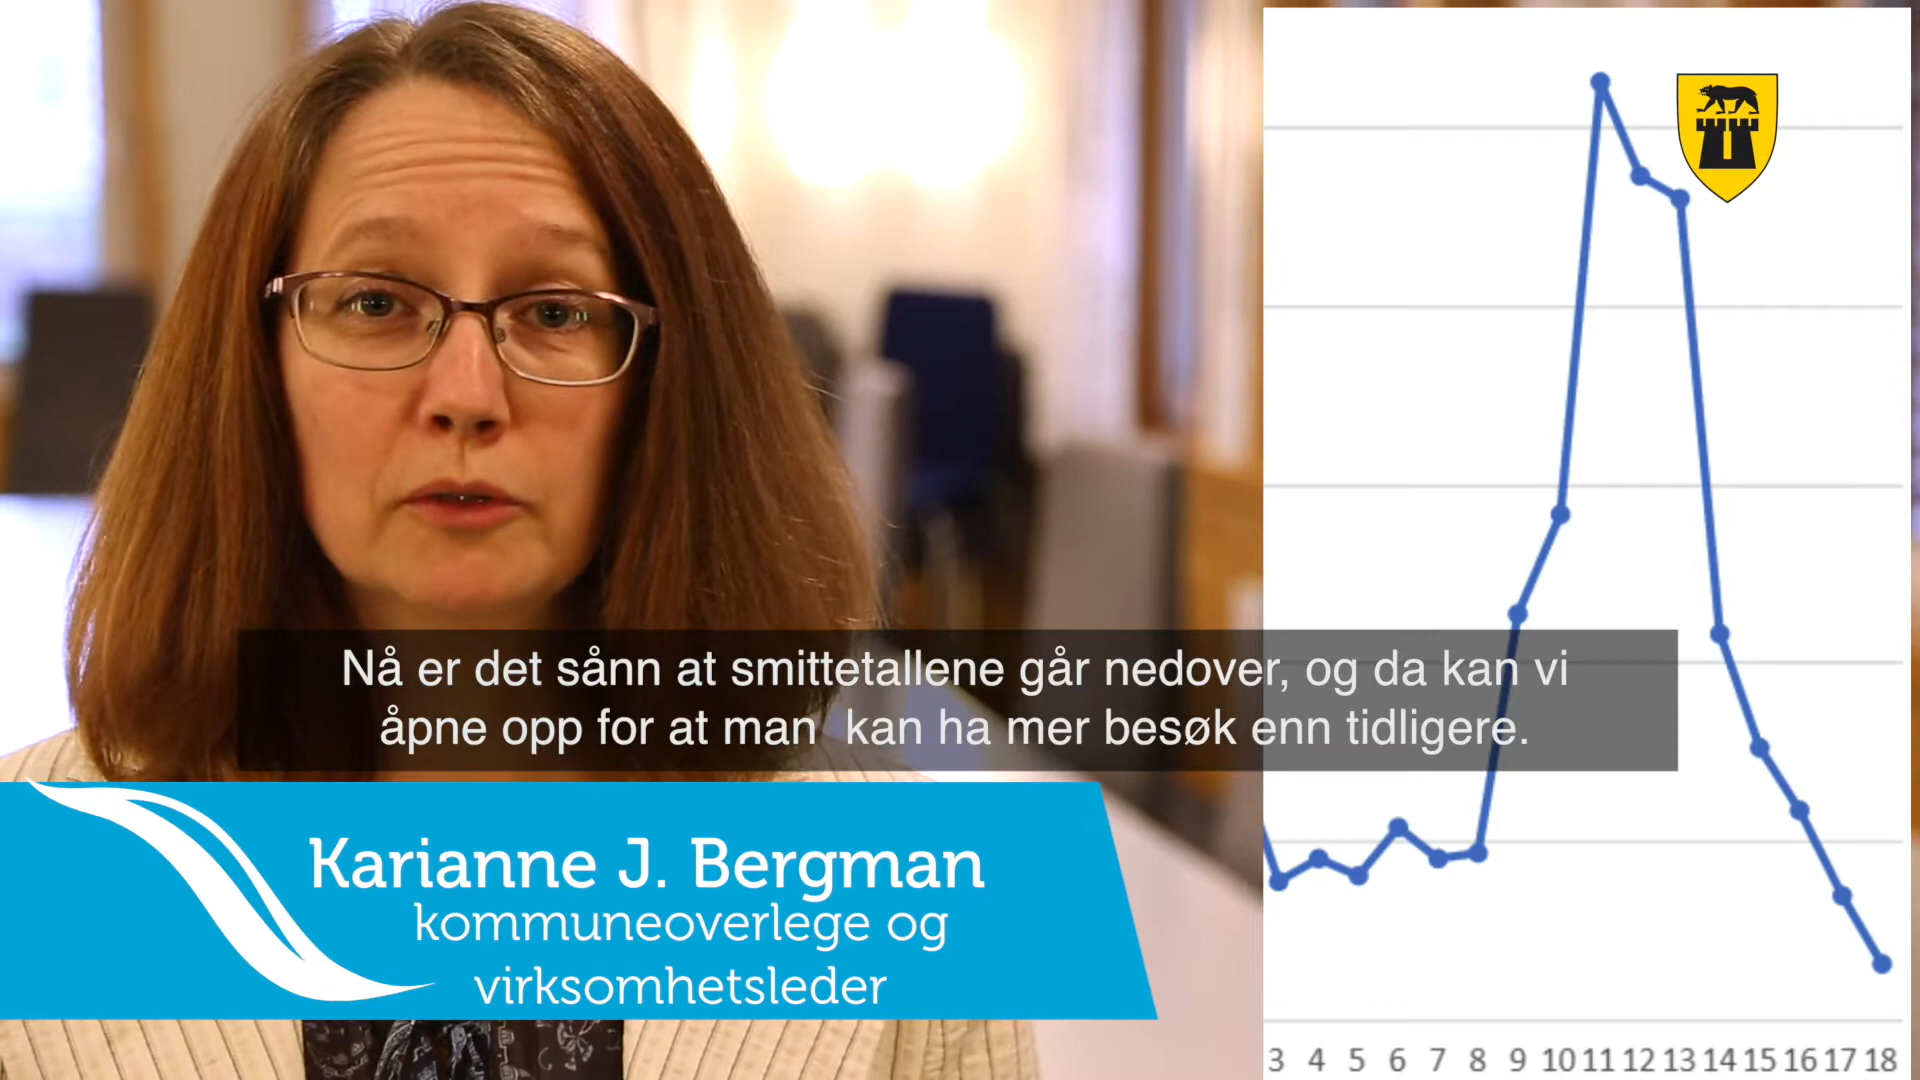 Nå er det sånn at smittetallene går nedover, og da kan vi
åpne opp for at man kan ha mer besøk enn tidligere.
Karianne J. Bergman
kommuneoverlege og
virksomhetsleder
3 4 5 6 7 8 9 10 11 12 13 14 15 16 17 18